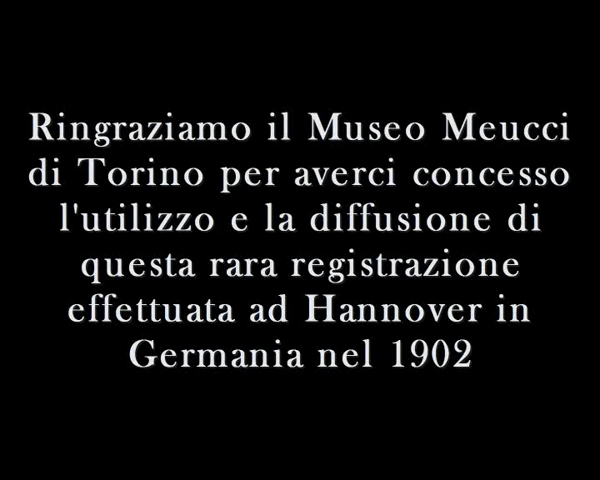 Ringraziamo il Museo Meucci
di Torino per averci concesso
l'utilizzo e la diffusione di
questa rara registrazione
effettuata ad Hannover in
Germania nel 1902